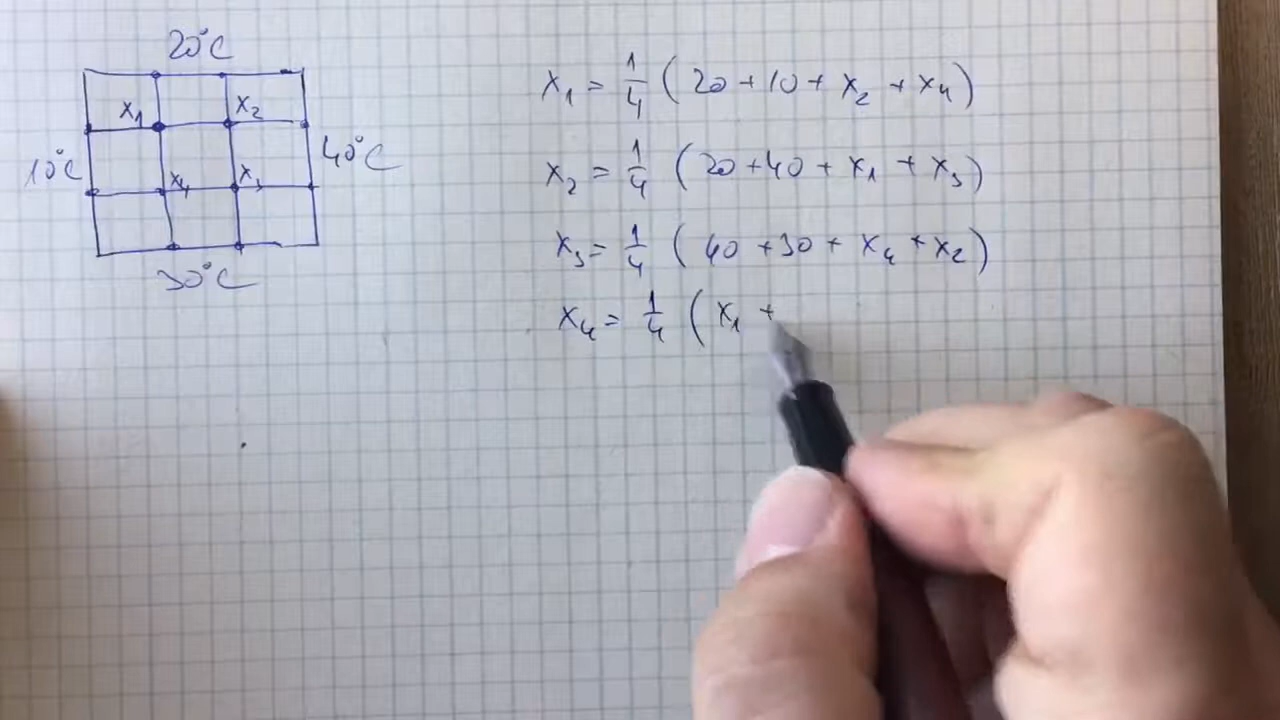 20°C
x₁ x₂
10°C 40°C
x₄ x₃
30°C
x₁ = 1/4 ( 20 + 10 + x₂ + x₄ )
x₂ = 1/4 ( 20 + 40 + x₁ + x₃ )
x₃ = 1/4 ( 40 + 30 + x₄ + x₂ )
x₄ = 1/4 ( x₁ +